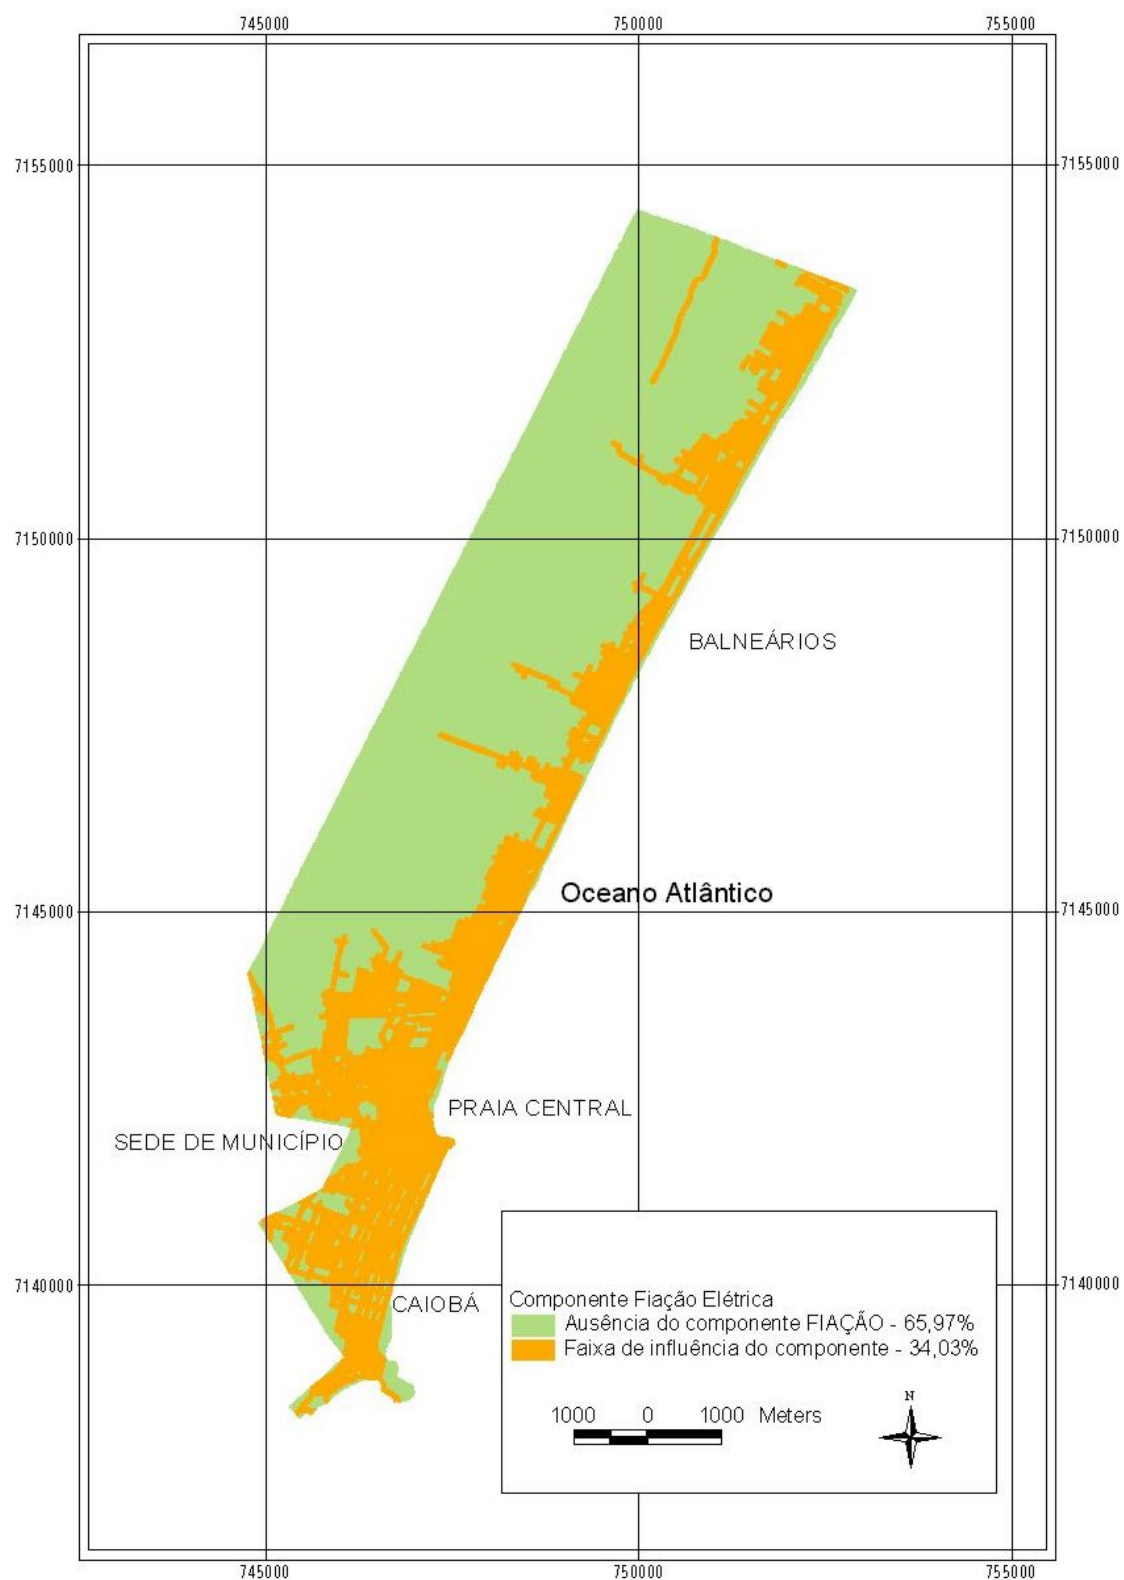 745000 750000 755000
7155000 7155000
7150000 7150000
BALNEÁRIOS
Oceano Atlântico
7145000 7145000
PRAIA CENTRAL
SEDE DE MUNICÍPIO
7140000 7140000
CAIOBÁ
Componente Fiação Elétrica
Ausência do componente FIAÇÃO - 65,97%
Faixa de influência do componente - 34,03%
N
1000 0 1000 Meters
745000 750000 755000